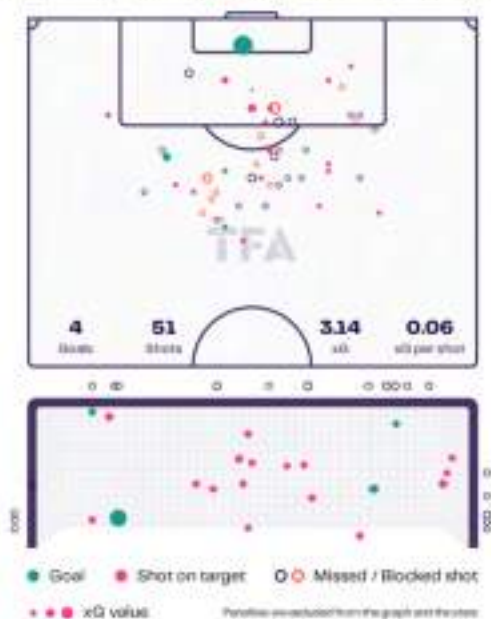 TFA
4 51 3.14 0.06
Goals Shots xG xG per shot
Goal Shot on target Missed / Blocked shot
xG value Penalties are excluded from the graph and the stats